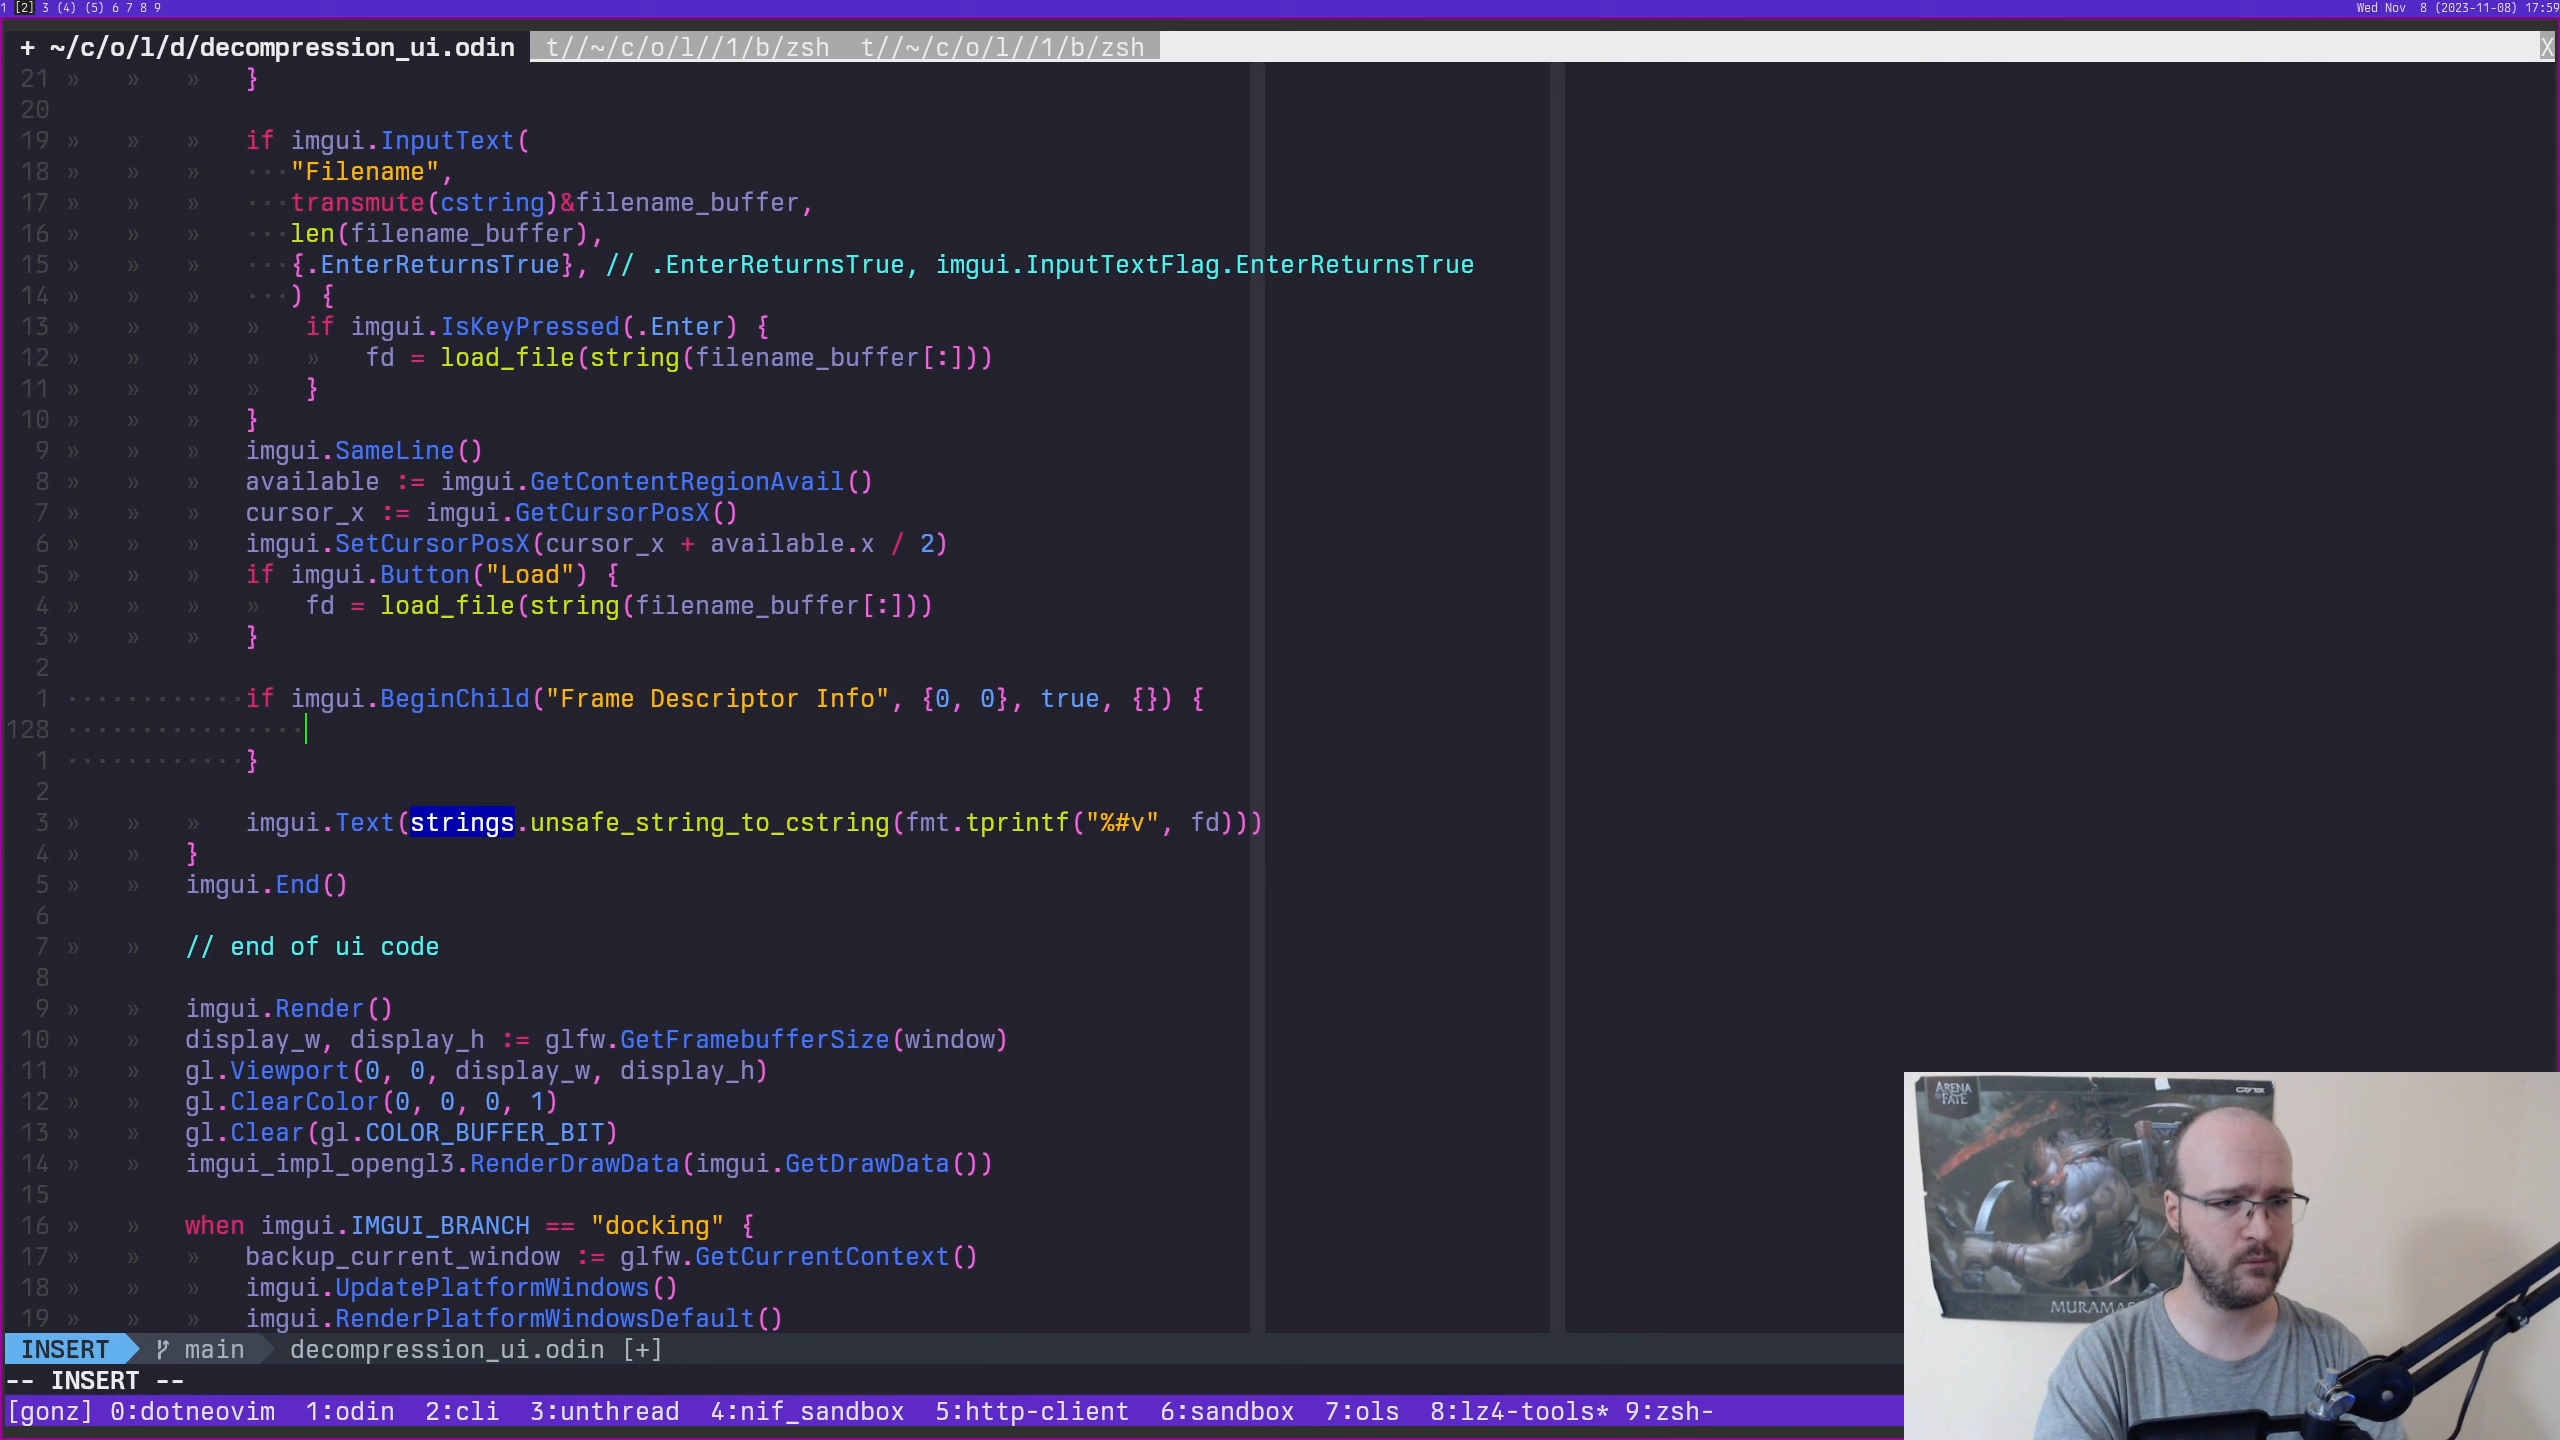 1 [2] 3 (4) (5) 6 7 8 9 Wed Nov  8 (2023-11-08) 17:59
+ ~/c/o/l/d/decompression_ui.odin t//~/c/o/l//1/b/zsh t//~/c/o/l//1/b/zsh X
21 » » » }
20
19 » » » if imgui.InputText(
18 » » » ···"Filename",
17 » » » ···transmute(cstring)&filename_buffer,
16 » » » ···len(filename_buffer),
15 » » » ···{.EnterReturnsTrue}, // .EnterReturnsTrue, imgui.InputTextFlag.EnterReturnsTrue
14 » » » ···) {
13 » » » » if imgui.IsKeyPressed(.Enter) {
12 » » » » » fd = load_file(string(filename_buffer[:]))
11 » » » » }
10 » » » }
9 » » » imgui.SameLine()
8 » » » available := imgui.GetContentRegionAvail()
7 » » » cursor_x := imgui.GetCursorPosX()
6 » » » imgui.SetCursorPosX(cursor_x + available.x / 2)
5 » » » if imgui.Button("Load") {
4 » » » » fd = load_file(string(filename_buffer[:]))
3 » » » }
2
1 ············if imgui.BeginChild("Frame Descriptor Info", {0, 0}, true, {}) {
128 ················
1 ············}
2
3 » » » imgui.Text(strings.unsafe_string_to_cstring(fmt.tprintf("%#v", fd)))
4 » » }
5 » » imgui.End()
6
7 » » // end of ui code
8
9 » » imgui.Render()
10 » » display_w, display_h := glfw.GetFramebufferSize(window)
11 » » gl.Viewport(0, 0, display_w, display_h)
12 » » gl.ClearColor(0, 0, 0, 1)
13 » » gl.Clear(gl.COLOR_BUFFER_BIT)
14 » » imgui_impl_opengl3.RenderDrawData(imgui.GetDrawData())
15
16 » » when imgui.IMGUI_BRANCH == "docking" {
17 » » » backup_current_window := glfw.GetCurrentContext()
18 » » » imgui.UpdatePlatformWindows()
19 » » » imgui.RenderPlatformWindowsDefault()
INSERT main decompression_ui.odin [+]
-- INSERT --
[gonz] 0:dotneovim 1:odin 2:cli 3:unthread 4:nif_sandbox 5:http-client 6:sandbox 7:ols 8:lz4-tools* 9:zsh-
ARENA
of FATE